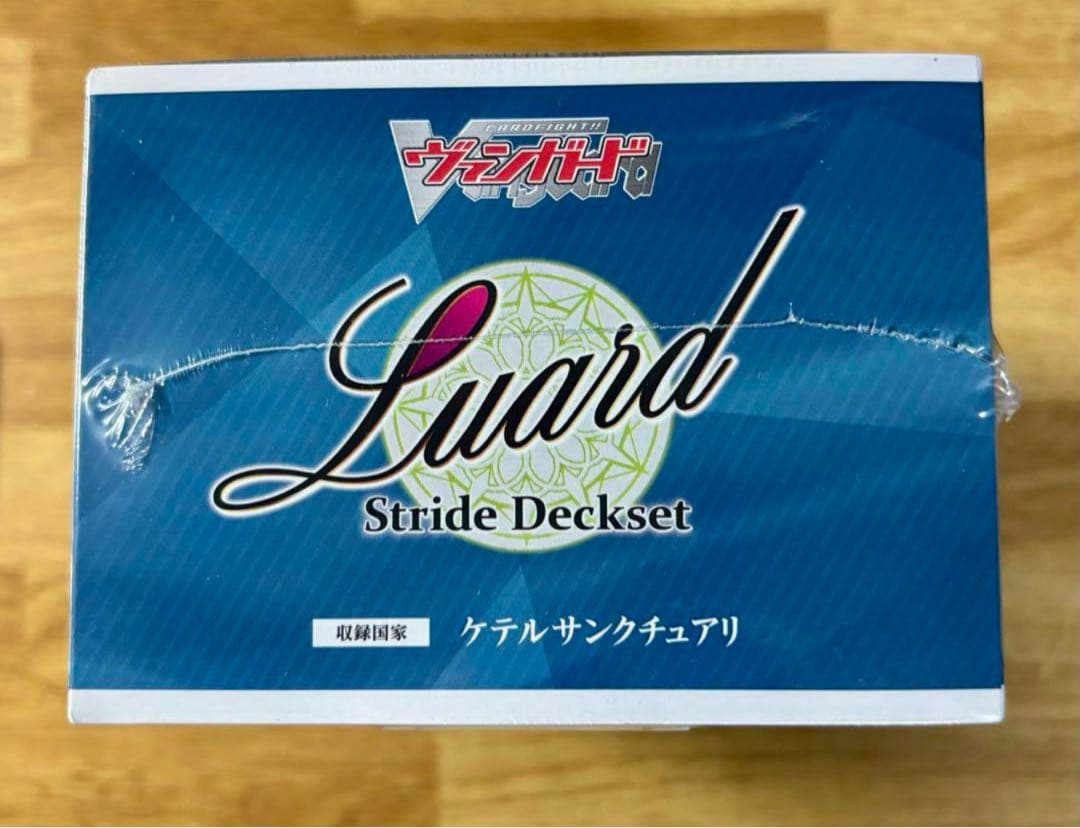 CARDFIGHT!!
ヴァンガード
Vanguard
Luard
Stride Deckset
収録国家 ケテルサンクチュアリ